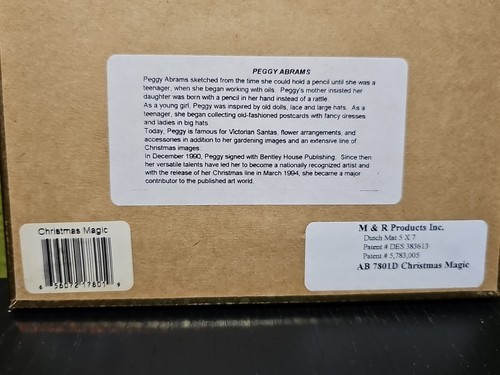 PEGGY ABRAMS
Peggy Abrams sketched from the time she could hold a pencil until she was a
teenager, when she began working with oils. Peggy's mother insisted her
daughter was born with a pencil in her hand instead of a rattle.
As a young girl, Peggy was inspired by old dolls, lace and large hats. As a
teenager, she began collecting old-fashioned postcards with fancy dresses
and ladies in big hats.
Today, Peggy is famous for Victorian Santas, flower arrangements, and
accessories in addition to her gardening images and an extensive line of
Christmas images.
In December 1990, Peggy signed with Bentley House Publishing. Since then
her versatile talents have led her to become a nationally recognized artist and
with the release of her Christmas line in March 1994, she became a major
contributor to the published art world.
Christmas Magic
6 56072 17801 9
M & R Products Inc.
Dutch Mat 5 X 7
Patent # DES 383613
Patent # 5,783,005
AB 7801D Christmas Magic